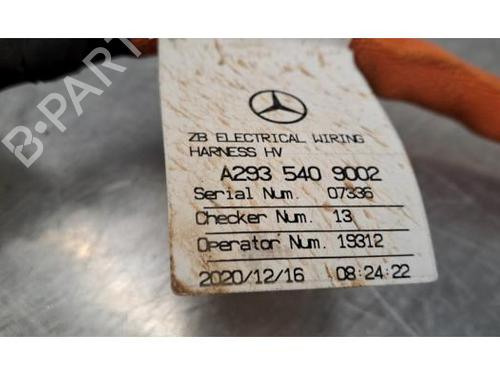 B-PARTS
ZB ELECTRICAL WIRING
HARNESS HV
A293 540 9002
Serial Num. 07336
Checker Num. 13
Operator Num. 19312
2020/12/16 08:24:22